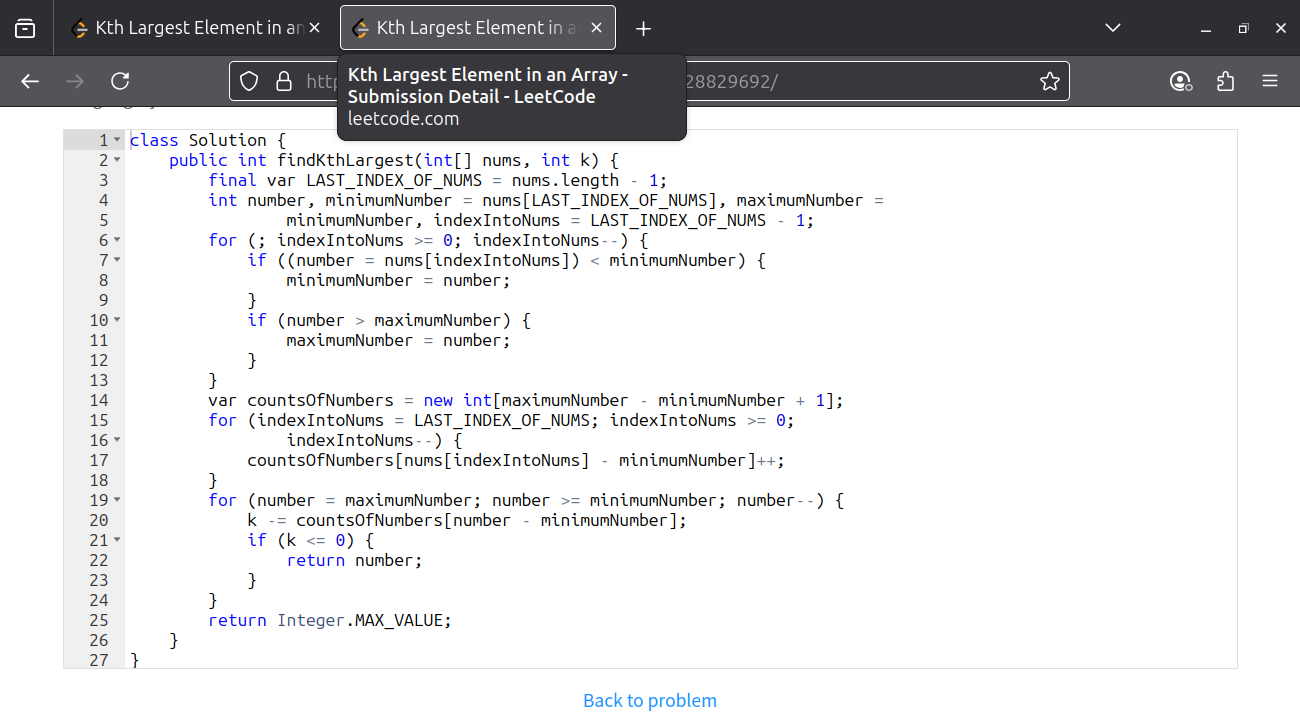 Kth Largest Element in an
Kth Largest Element in a
http
28829692/
Kth Largest Element in an Array -
Submission Detail - LeetCode
leetcode.com
1 class Solution {
2     public int findKthLargest(int[] nums, int k) {
3         final var LAST_INDEX_OF_NUMS = nums.length - 1;
4         int number, minimumNumber = nums[LAST_INDEX_OF_NUMS], maximumNumber =
5                 minimumNumber, indexIntoNums = LAST_INDEX_OF_NUMS - 1;
6         for (; indexIntoNums >= 0; indexIntoNums--) {
7             if ((number = nums[indexIntoNums]) < minimumNumber) {
8                 minimumNumber = number;
9             }
10             if (number > maximumNumber) {
11                 maximumNumber = number;
12             }
13         }
14         var countsOfNumbers = new int[maximumNumber - minimumNumber + 1];
15         for (indexIntoNums = LAST_INDEX_OF_NUMS; indexIntoNums >= 0;
16                 indexIntoNums--) {
17             countsOfNumbers[nums[indexIntoNums] - minimumNumber]++;
18         }
19         for (number = maximumNumber; number >= minimumNumber; number--) {
20             k -= countsOfNumbers[number - minimumNumber];
21             if (k <= 0) {
22                 return number;
23             }
24         }
25         return Integer.MAX_VALUE;
26     }
27 }
Back to problem